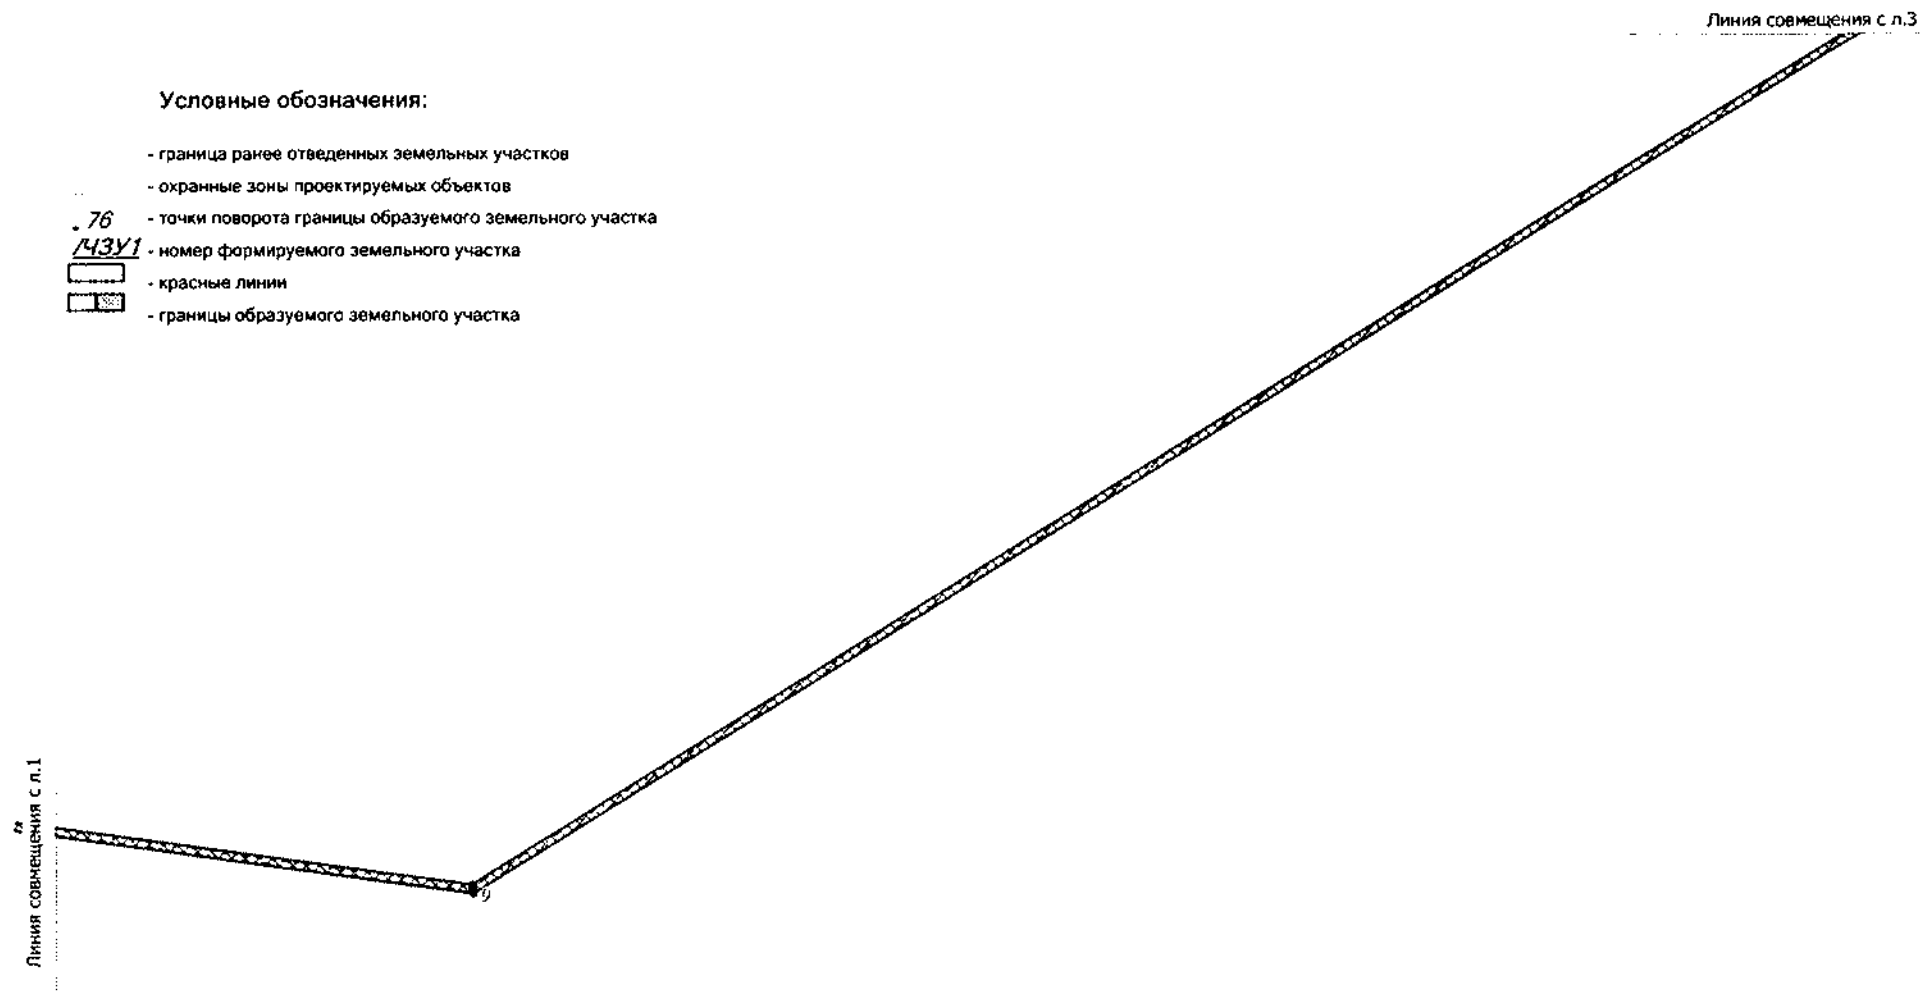 Линия совмещения с л.3
Условные обозначения:
- граница ранее отведенных земельных участков
- охранные зоны проектируемых объектов
.76 - точки поворота границы образуемого земельного участка
/ЧЗУ1 - номер формируемого земельного участка
- красные линии
- границы образуемого земельного участка
Линия совмещения с л.1
9